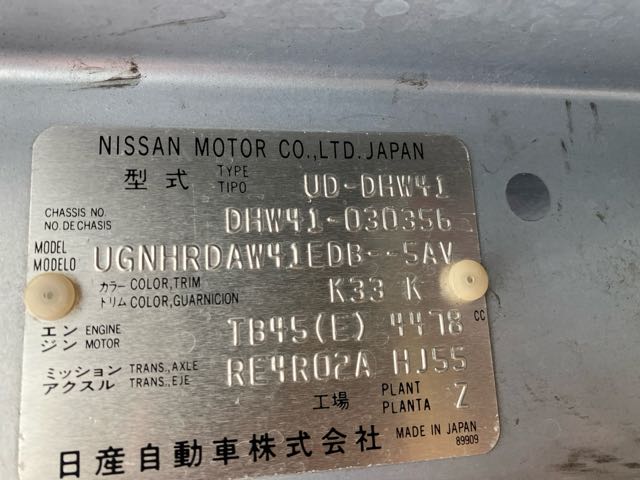 NISSAN MOTOR CO.,LTD. JAPAN
型式 TYPE TIPO UD-DHW41
CHASSIS NO. NO. DE CHASIS DHW41-030356
MODEL MODELO UGNHRDAW41EDB--5AV
カラー COLOR,TRIM トリム COLOR,GUARNICION K33 K
エンジン ENGINE MOTOR TB45(E) 4478 cc
ミッション TRANS.,AXLE アクスル TRANS.,EJE RE4R02A HJ55
工場 PLANT PLANTA Z
日産自動車株式会社 MADE IN JAPAN 89909